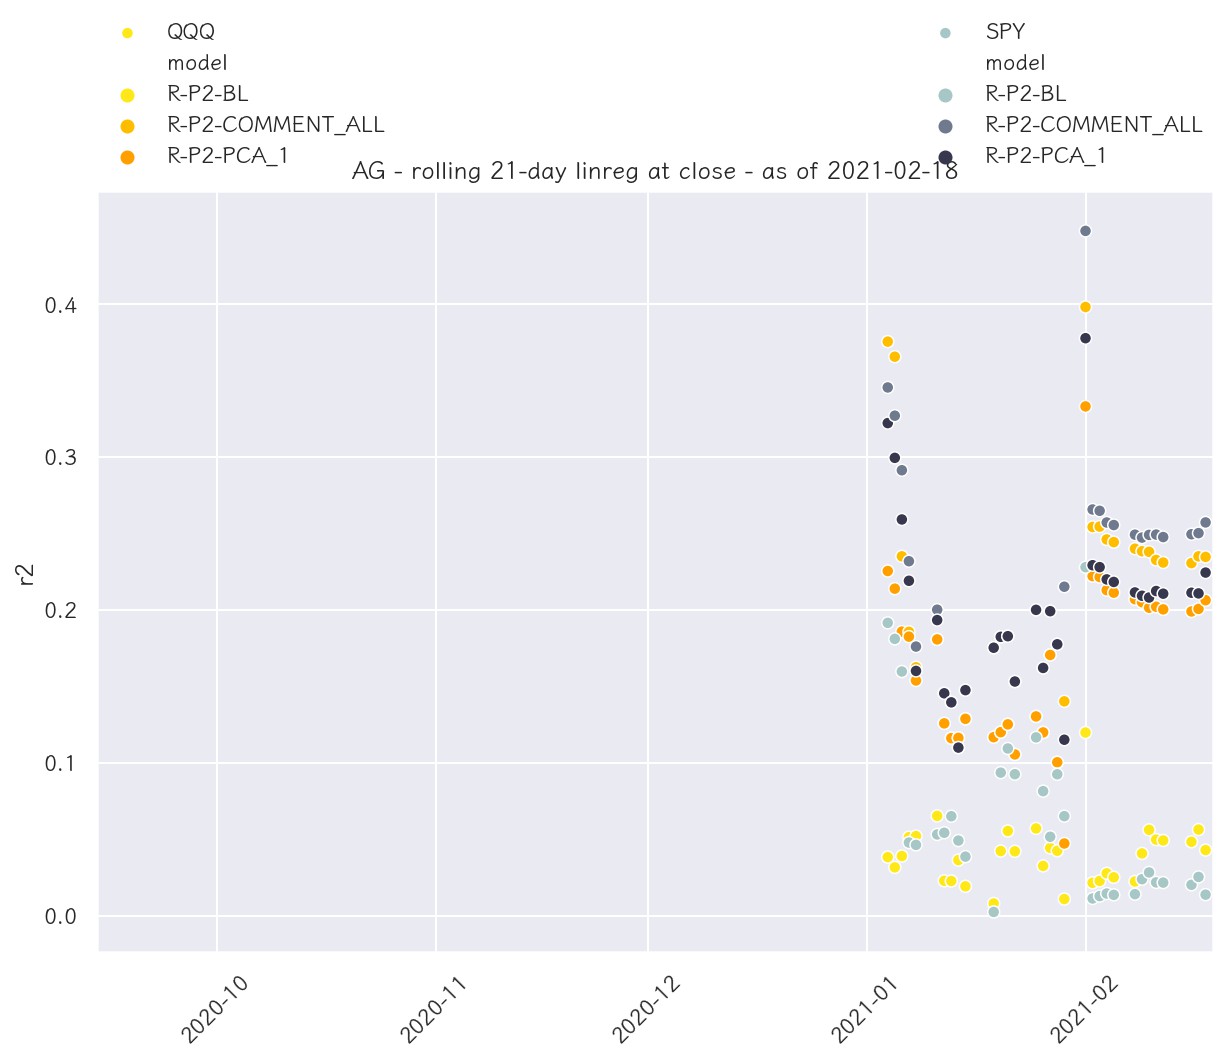 QQQ
model
R-P2-BL
R-P2-COMMENT_ALL
R-P2-PCA_1
SPY
model
R-P2-BL
R-P2-COMMENT_ALL
R-P2-PCA_1
AG - rolling 21-day linreg at close - as of 2021-02-18
r2
0.4
0.3
0.2
0.1
0.0
2020-10
2020-11
2020-12
2021-01
2021-02